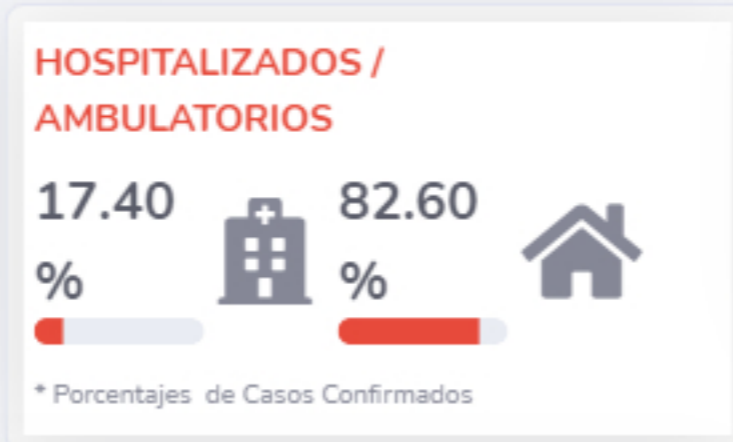 HOSPITALIZADOS /
AMBULATORIOS
17.40
%
82.60
%
* Porcentajes de Casos Confirmados